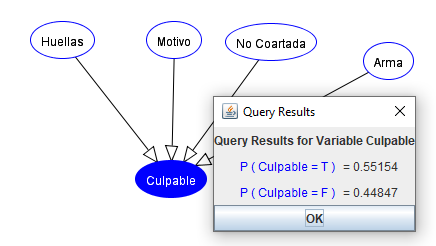 Huellas
Motivo
No Coartada
Arma
Culpable
Query Results
Query Results for Variable Culpable
P ( Culpable = T ) = 0.55154
P ( Culpable = F ) = 0.44847
OK